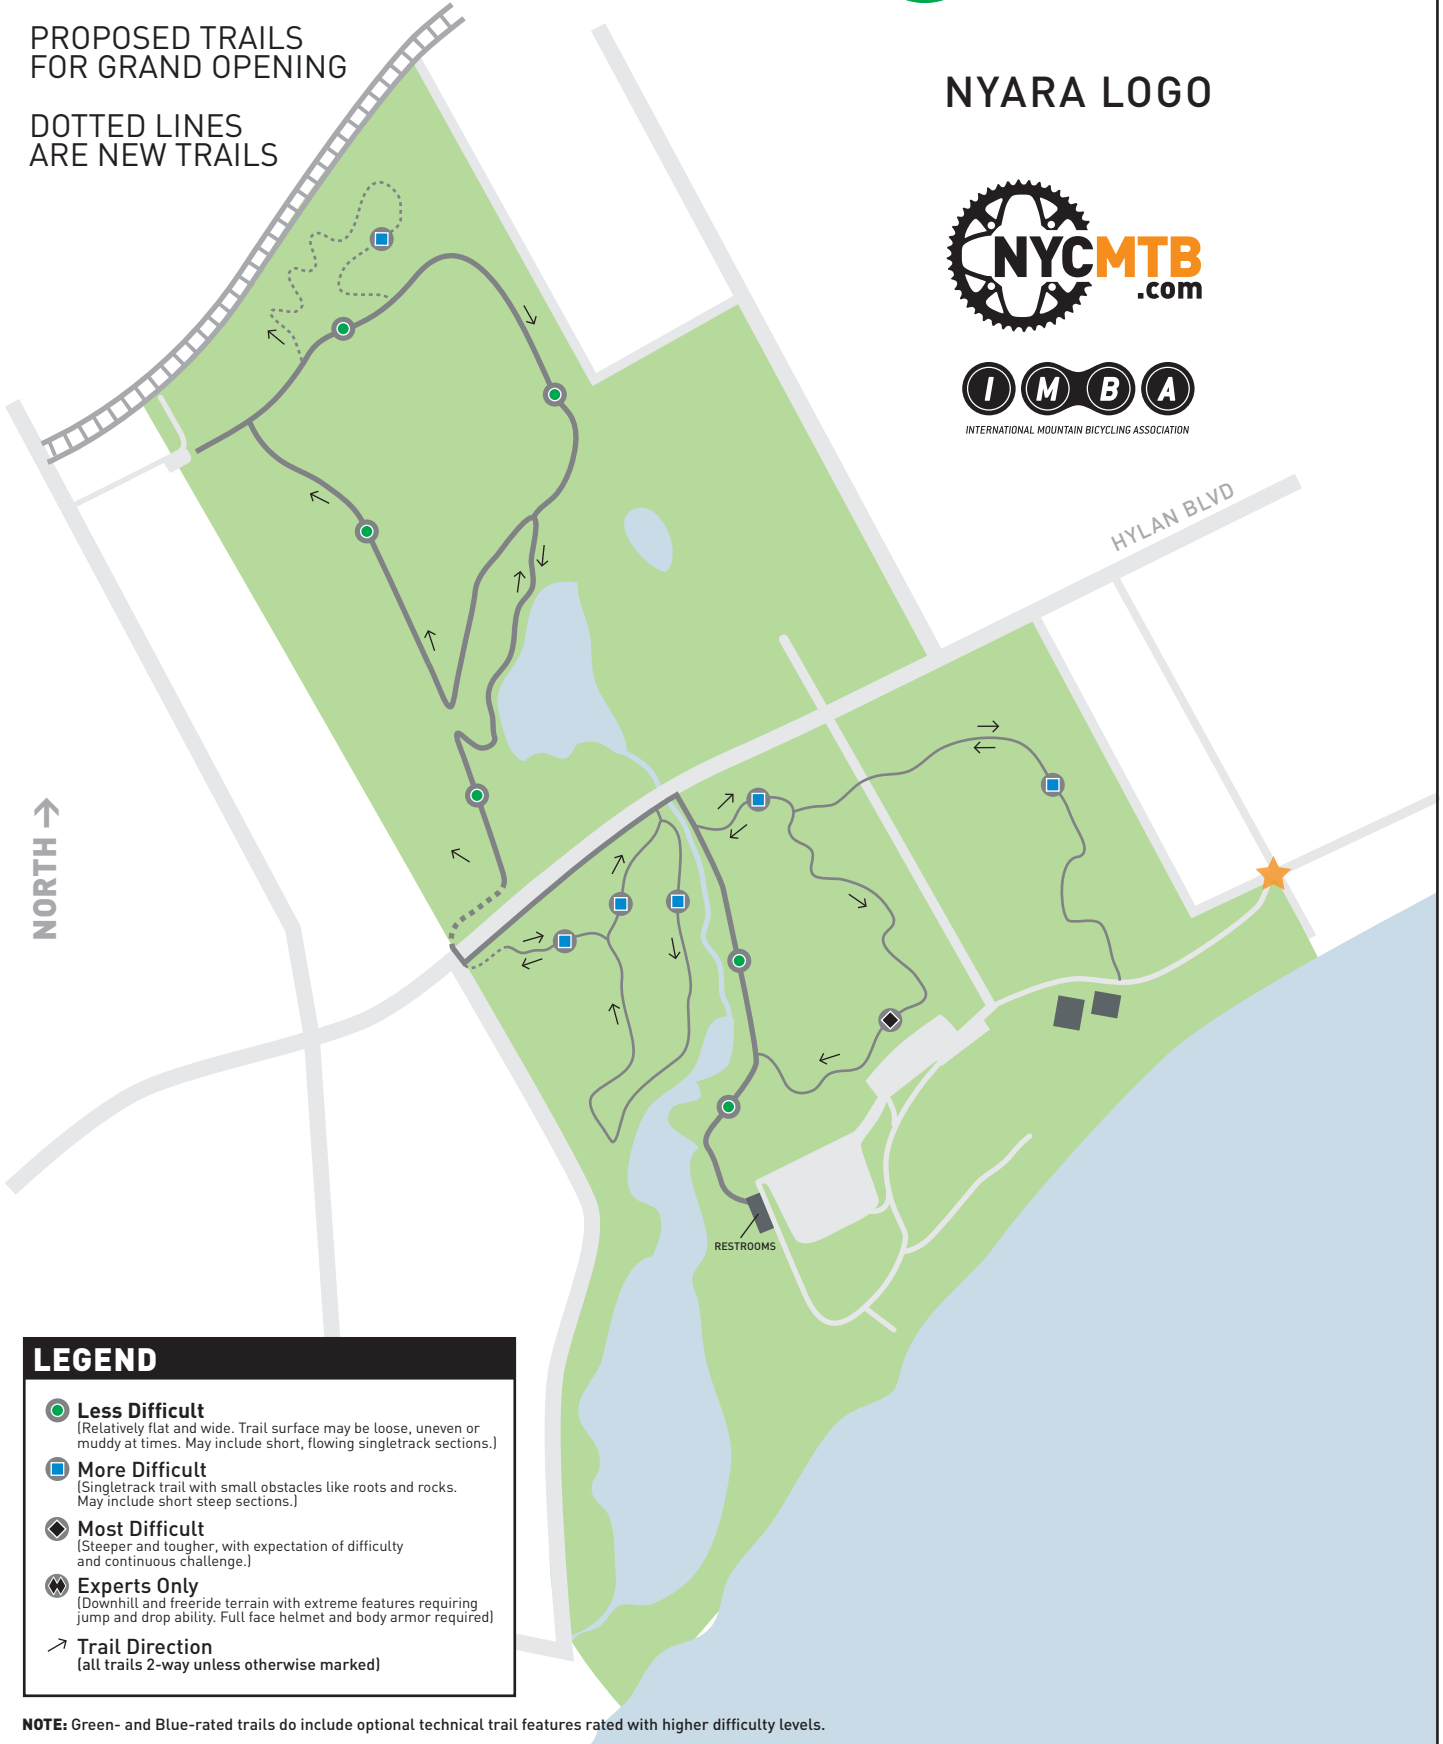 PROPOSED TRAILS
FOR GRAND OPENING
DOTTED LINES
ARE NEW TRAILS
NYARA LOGO
NYCMTB
.com
I M B A
INTERNATIONAL MOUNTAIN BICYCLING ASSOCIATION
HYLAN BLVD
NORTH
RESTROOMS
LEGEND
Less Difficult
(Relatively flat and wide. Trail surface may be loose, uneven or
muddy at times. May include short, flowing singletrack sections.)
More Difficult
(Singletrack trail with small obstacles like roots and rocks.
May include short steep sections.)
Most Difficult
(Steeper and tougher, with expectation of difficulty
and continuous challenge.)
Experts Only
(Downhill and freeride terrain with extreme features requiring
jump and drop ability. Full face helmet and body armor required)
Trail Direction
(all trails 2-way unless otherwise marked)
NOTE: Green- and Blue-rated trails do include optional technical trail features rated with higher difficulty levels.